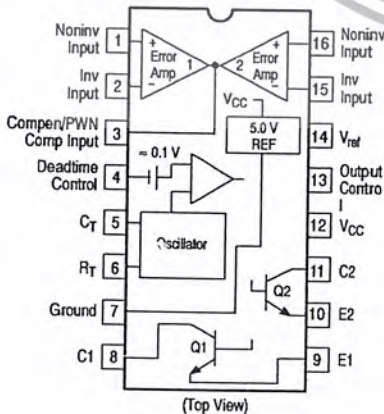 Noninv
Input
1
+
Error
Amp
1
-
Inv
Input
2
Compen/PWN
Comp Input
3
≈ 0.1 V
Deadtime
Control
4
CT
5
Oscillator
RT
6
Ground
7
C1
8
Q1
2
Error
Amp
+
-
16
Noninv
Input
15
Inv
Input
VCC
5.0 V
REF
14
Vref
13
Output
Contro
l
12
VCC
11
C2
Q2
10
E2
9
E1
(Top View)